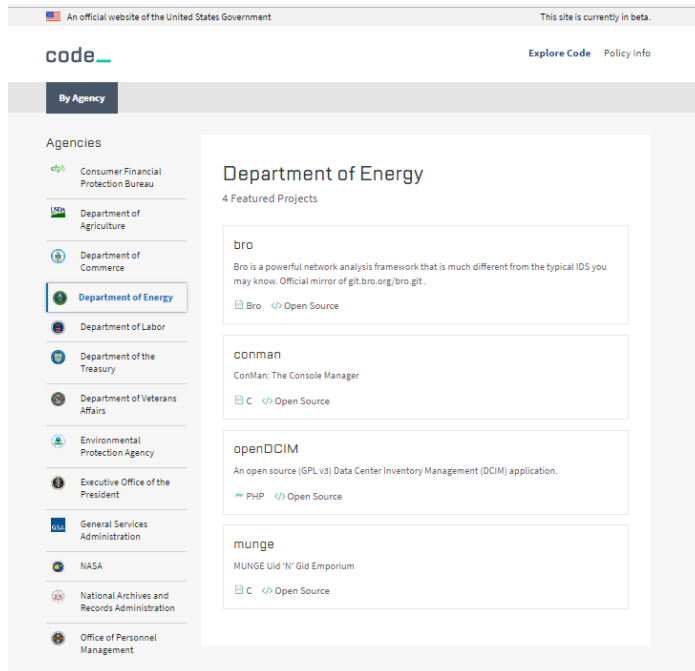 An official website of the United States Government
This site is currently in beta.
code_
Explore Code
Policy Info
By Agency
Agencies
cfpb
Consumer Financial
Protection Bureau
USDA
Department of
Agriculture
Department of
Commerce
Department of Energy
Department of Labor
Department of the
Treasury
Department of Veterans
Affairs
Environmental
Protection Agency
Executive Office of the
President
GSA
General Services
Administration
NASA
National Archives and
Records Administration
Office of Personnel
Management
Department of Energy
4 Featured Projects
bro
Bro is a powerful network analysis framework that is much different from the typical IDS you
may know. Official mirror of git.bro.org/bro.git .
Bro </> Open Source
conman
ConMan: The Console Manager
C </> Open Source
openDCIM
An open source (GPL v3) Data Center Inventory Management (DCIM) application.
PHP </> Open Source
munge
MUNGE Uid 'N' Gid Emporium
C </> Open Source